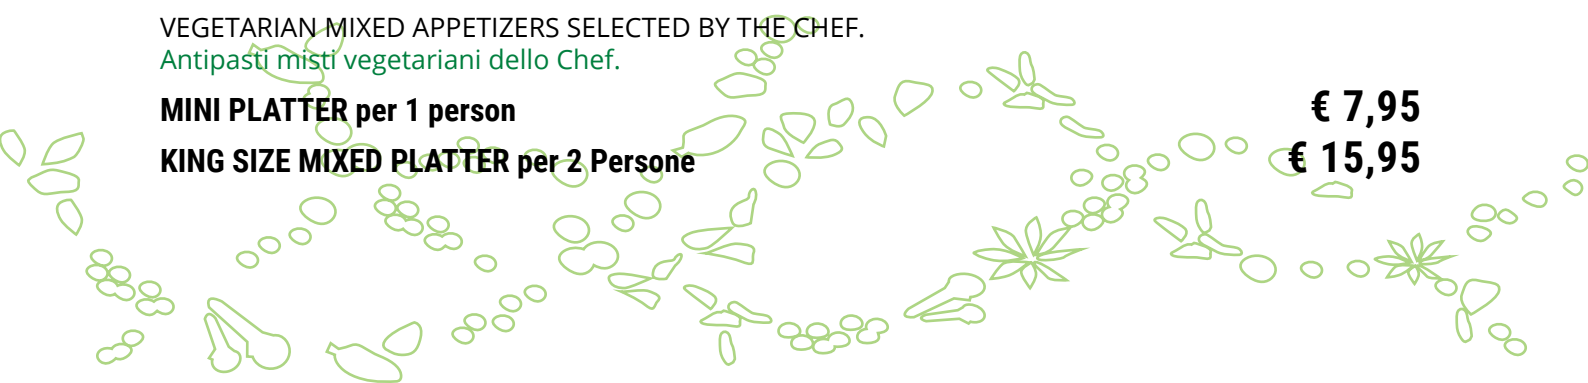 VEGETARIAN MIXED APPETIZERS SELECTED BY THE CHEF.
Antipasti misti vegetariani dello Chef.
MINI PLATTER per 1 person € 7,95
KING SIZE MIXED PLATTER per 2 Persone € 15,95